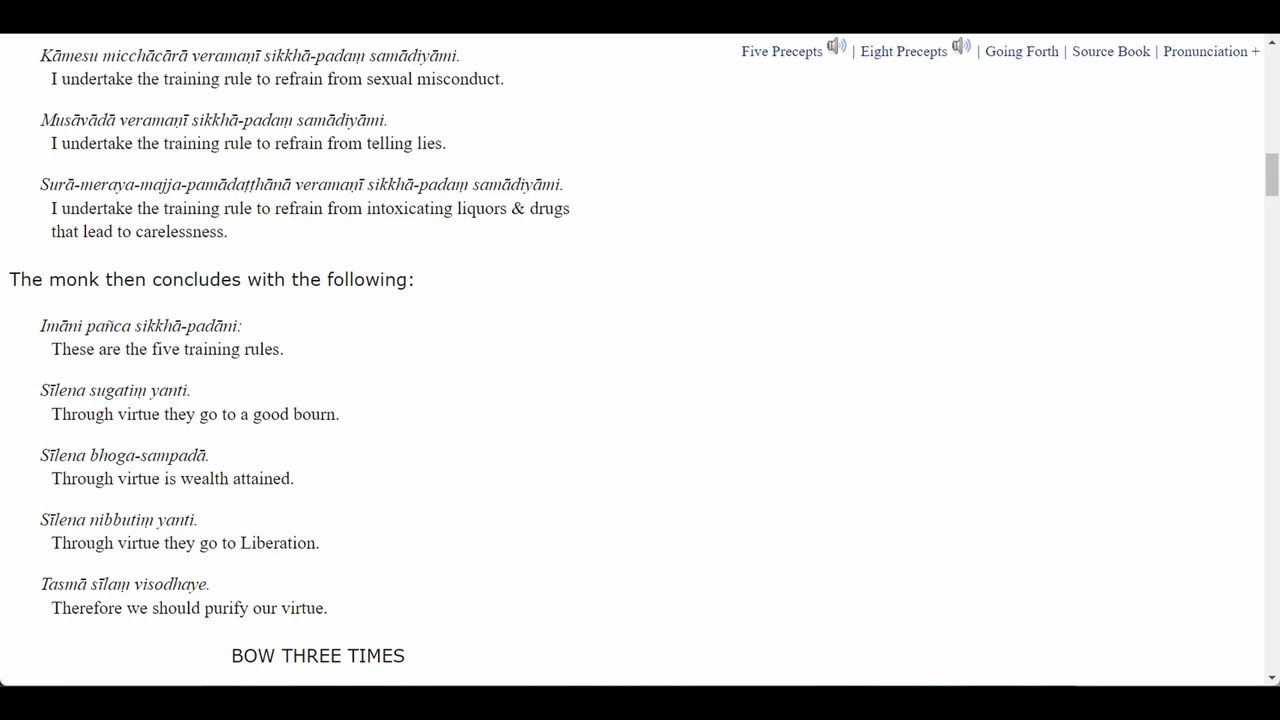 Five Precepts | Eight Precepts | Going Forth | Source Book | Pronunciation +
Kāmesu micchācārā veramaṇī sikkhā-padaṃ samādiyāmi.
I undertake the training rule to refrain from sexual misconduct.
Musāvādā veramaṇī sikkhā-padaṃ samādiyāmi.
I undertake the training rule to refrain from telling lies.
Surā-meraya-majja-pamādaṭṭhānā veramaṇī sikkhā-padaṃ samādiyāmi.
I undertake the training rule to refrain from intoxicating liquors & drugs
that lead to carelessness.
The monk then concludes with the following:
Imāni pañca sikkhā-padāni:
These are the five training rules.
Sīlena sugatiṃ yanti.
Through virtue they go to a good bourn.
Sīlena bhoga-sampadā.
Through virtue is wealth attained.
Sīlena nibbutiṃ yanti.
Through virtue they go to Liberation.
Tasmā sīlaṃ visodhaye.
Therefore we should purify our virtue.
BOW THREE TIMES